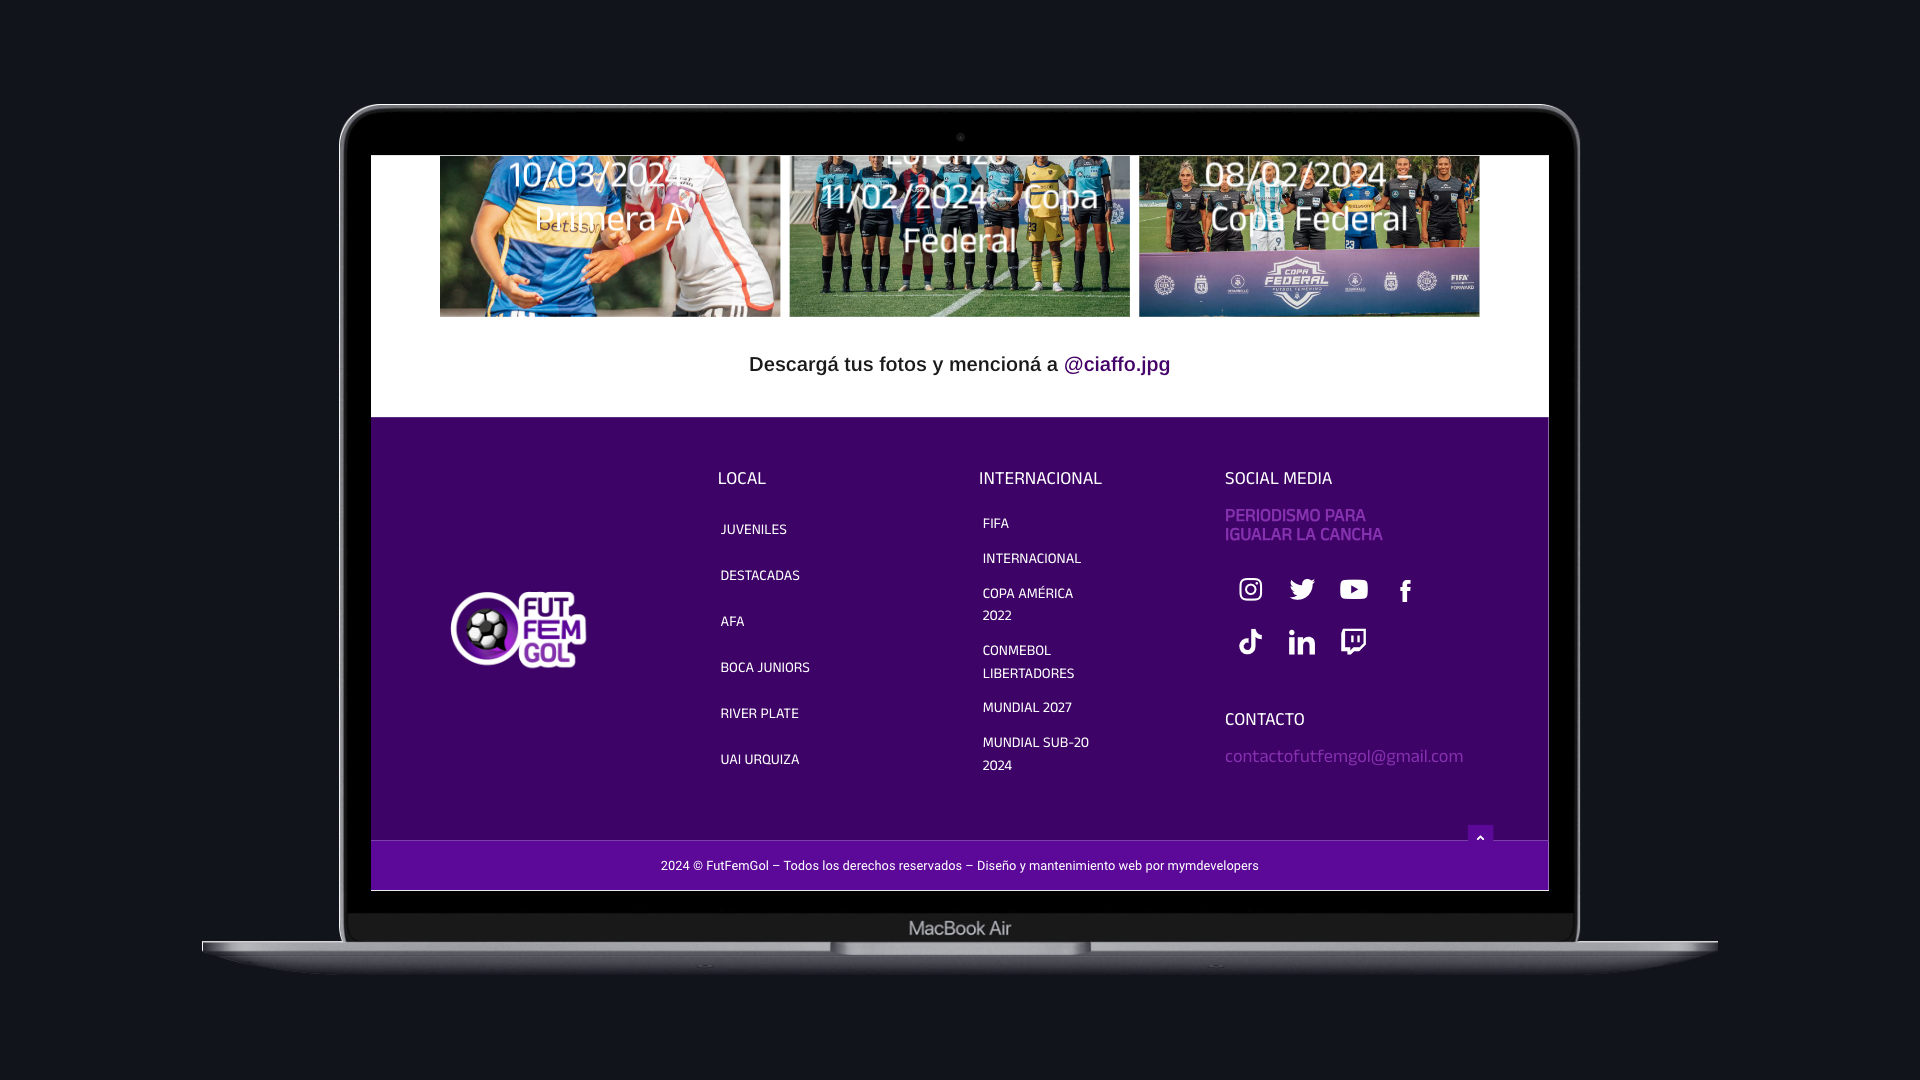 10/03/2024 –
Primera A
Lorenzo
11/02/2024 – Copa
Federal
08/02/2024 –
Copa Federal
COPA
FEDERAL
FIFA
FORWARD
Descargá tus fotos y mencioná a @ciaffo.jpg
FUT
FEM
GOL
LOCAL
JUVENILES
DESTACADAS
AFA
BOCA JUNIORS
RIVER PLATE
UAI URQUIZA
INTERNACIONAL
FIFA
INTERNACIONAL
COPA AMÉRICA
2022
CONMEBOL
LIBERTADORES
MUNDIAL 2027
MUNDIAL SUB-20
2024
SOCIAL MEDIA
PERIODISMO PARA
IGUALAR LA CANCHA
CONTACTO
contactofutfemgol@gmail.com
2024 © FutFemGol – Todos los derechos reservados – Diseño y mantenimiento web por mymdevelopers
MacBook Air